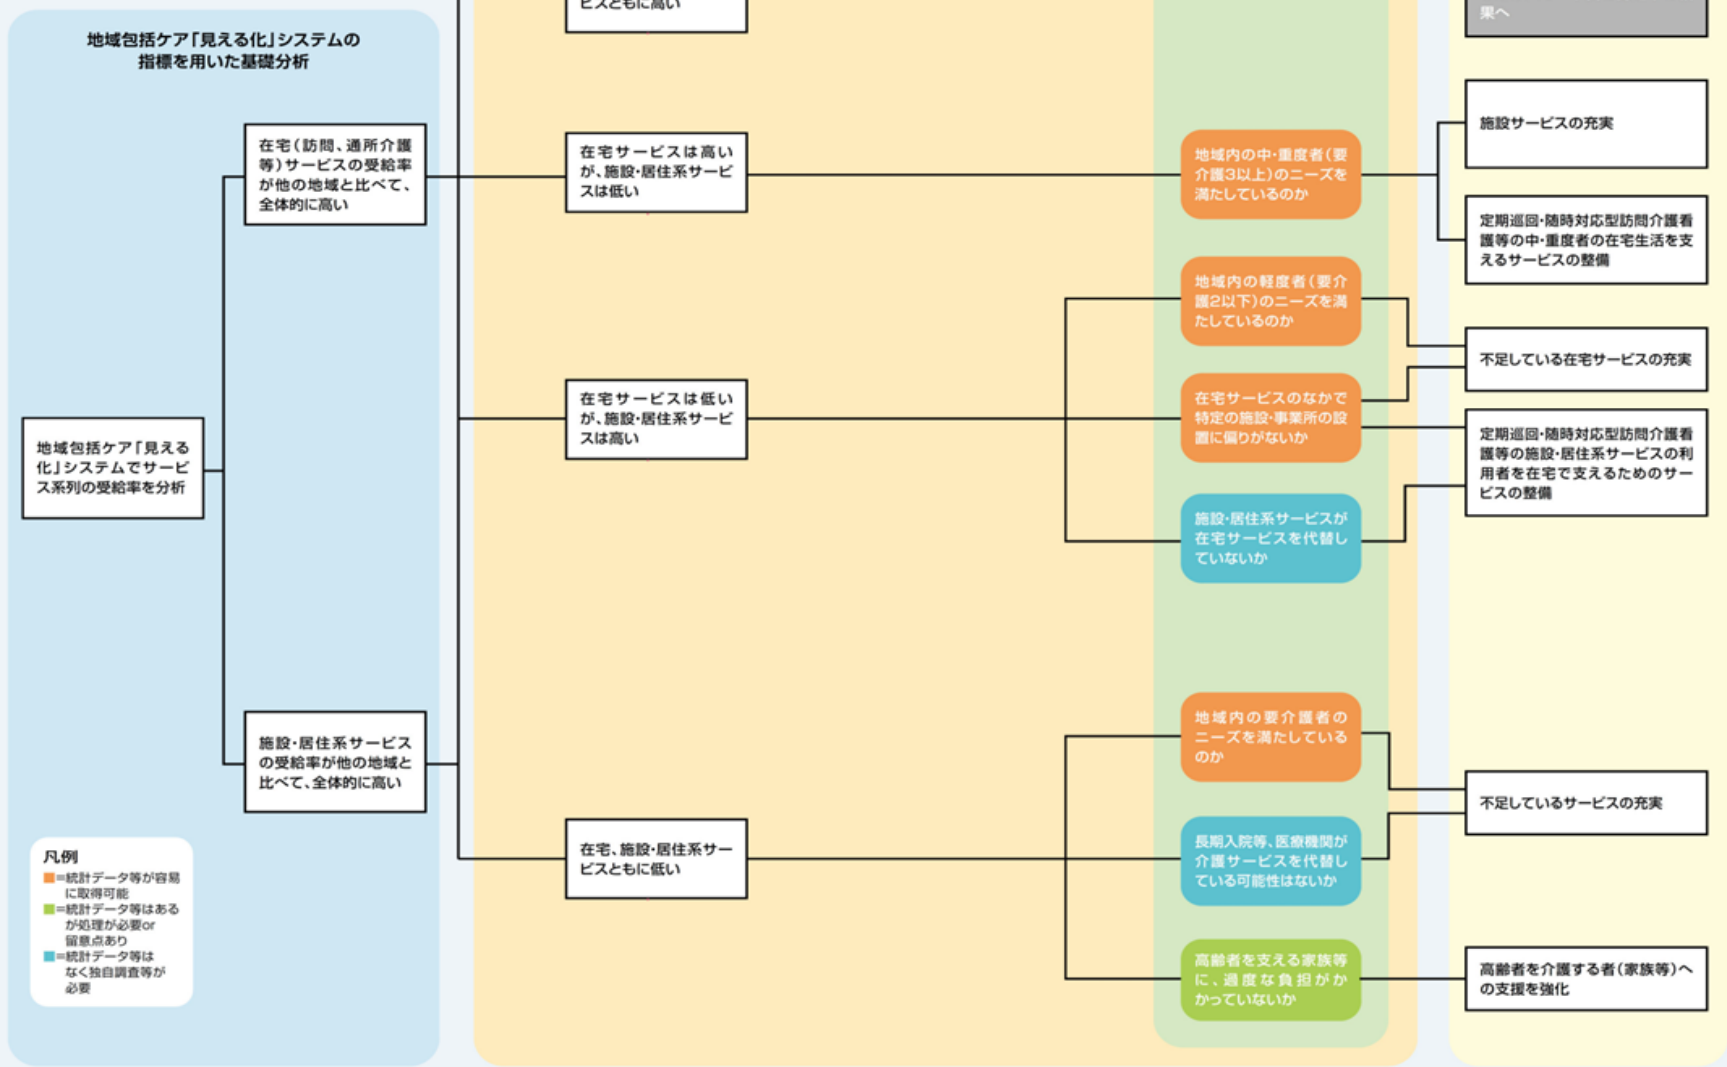 地域包括ケア「見える化」システムの
指標を用いた基礎分析
地域包括ケア「見える
化」システムでサービ
ス系列の受給率を分析
在宅(訪問、通所介護
等)サービスの受給率
が他の地域と比べて、
全体的に高い
施設・居住系サービス
の受給率が他の地域と
比べて、全体的に高い
凡例
■=統計データ等が容易
に取得可能
■=統計データ等はある
が処理が必要or
留意点あり
■=統計データ等は
なく独自調査等が
必要
ビスともに高い
在宅サービスは高い
が、施設・居住系サービ
スは低い
在宅サービスは低い
が、施設・居住系サービ
スは高い
在宅、施設・居住系サー
ビスともに低い
地域内の中・重度者(要
介護3以上)のニーズを
満たしているのか
地域内の軽度者(要介
護2以下)のニーズを満
たしているのか
在宅サービスのなかで
特定の施設・事業所の設
置に偏りがないか
施設・居住系サービスが
在宅サービスを代替し
ていないか
地域内の要介護者の
ニーズを満たしている
のか
長期入院等、医療機関が
介護サービスを代替し
ている可能性はないか
高齢者を支える家族等
に、過度な負担がか
かっていないか
果へ
施設サービスの充実
定期巡回・随時対応型訪問介護看
護等の中・重度者の在宅生活を支
えるサービスの整備
不足している在宅サービスの充実
定期巡回・随時対応型訪問介護看
護等の施設・居住系サービスの利
用者を在宅で支えるためのサー
ビスの整備
不足しているサービスの充実
高齢者を介護する者(家族等)へ
の支援を強化